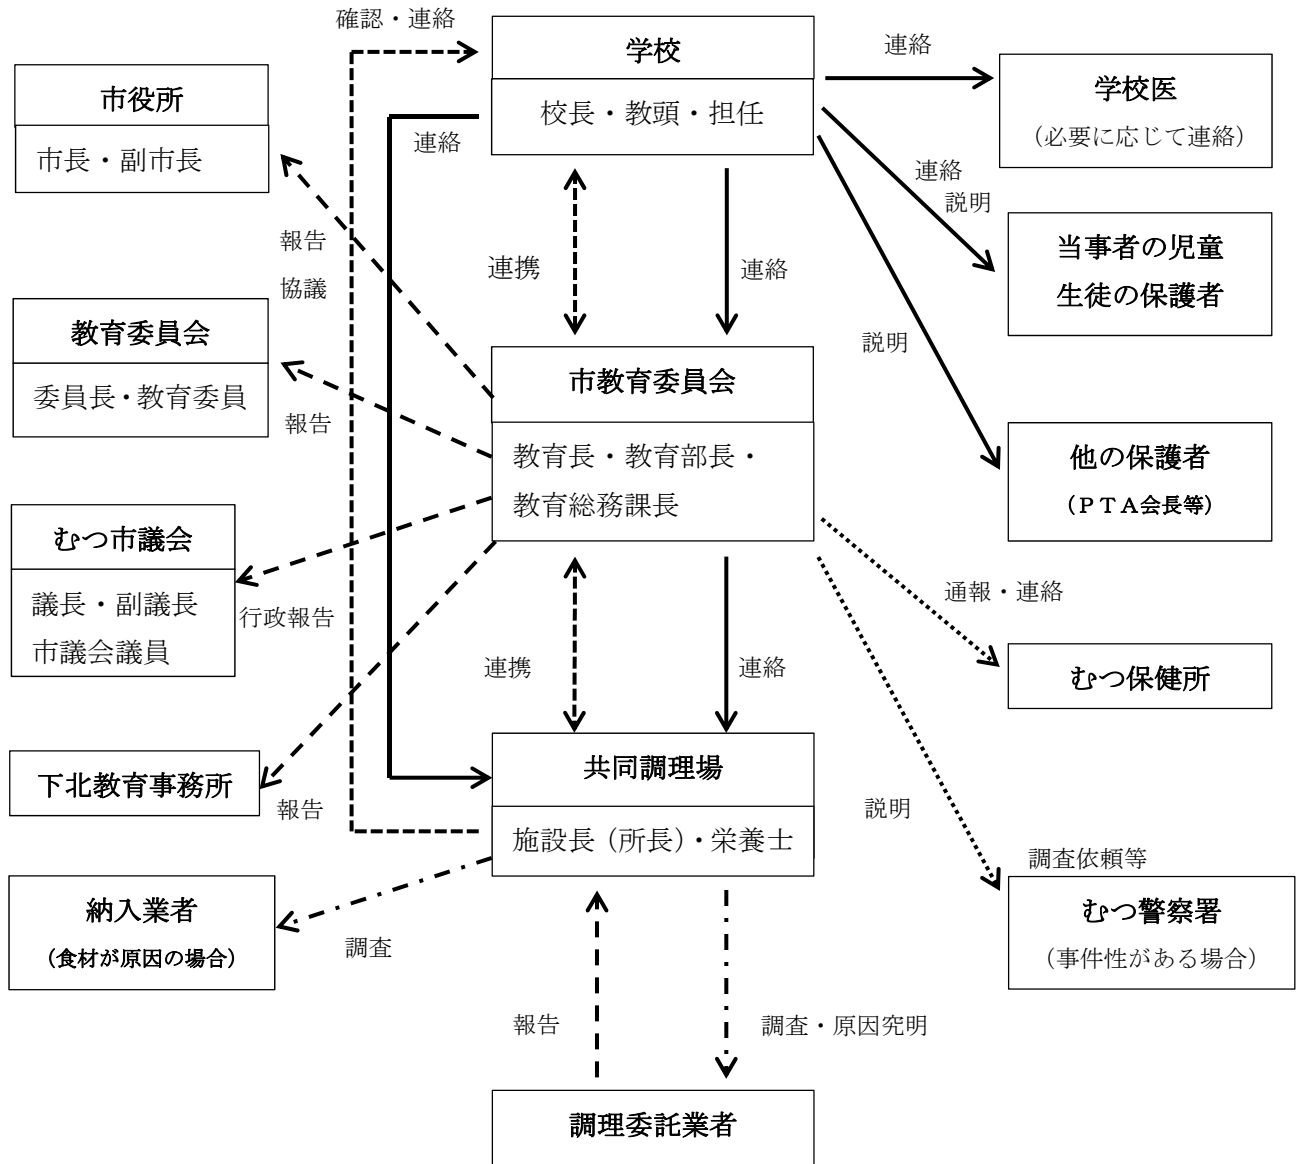 確認・連絡
学校
校長・教頭・担任
連絡
学校医
（必要に応じて連絡）
市役所
市長・副市長
連絡
連絡
説明
当事者の児童
生徒の保護者
報告
協議
連携
連絡
教育委員会
委員長・教育委員
報告
市教育委員会
教育長・教育部長・
教育総務課長
説明
他の保護者
（ＰＴＡ会長等）
むつ市議会
議長・副議長
市議会議員
行政報告
連携
連絡
通報・連絡
むつ保健所
下北教育事務所
報告
共同調理場
施設長（所長）・栄養士
説明
調査依頼等
むつ警察署
（事件性がある場合）
納入業者
（食材が原因の場合）
調査
報告
調査・原因究明
調理委託業者